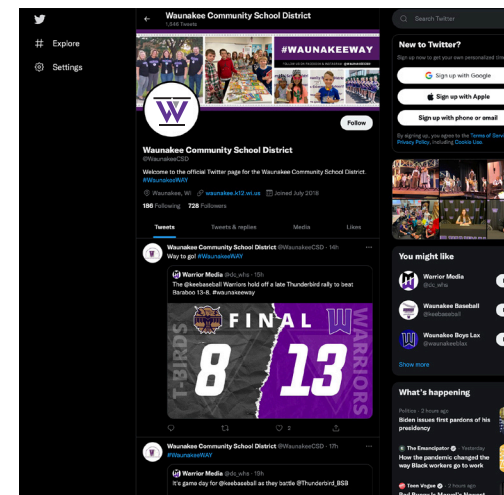 Waunakee Community School District
1,846 Tweets
Search Twitter
Explore
Settings
#WAUNAKEEWAY
Follow
Waunakee Community School District
@WaunakeeCSD
Welcome to the official Twitter page for the Waunakee Community School District.
#WaunakeeWAY
Waunakee, WI waunakee.k12.wi.us Joined July 2018
186 Following 728 Followers
Tweets Tweets & replies Media Likes
Waunakee Community School District @WaunakeeCSD · 14h
Way to go! #WaunakeeWAY
Warrior Media @dc_whs · 15h
The @keebaseball Warriors hold off a late Thunderbird rally to beat
Baraboo 13-8. #waunakeeway
FINAL
T-BIRDS
8
13
WARRIORS
Waunakee Community School District @WaunakeeCSD · 17h
#WaunakeeWAY
Warrior Media @dc_whs · 19h
It's game day for @keebaseball as they battle @Thunderbird_BSB
New to Twitter?
Sign up now to get your own personalized
Sign up with Google
Sign up with Apple
Sign up with phone or email
By signing up, you agree to the Terms of
Privacy Policy, including Cookie Use.
You might like
Warrior Media
@dc_whs
Waunakee Baseball
@keebaseball
Waunakee Boys Lax
@waunakeeblax
Show more
What's happening
Politics · 2 hours ago
Biden issues first pardons of his
presidency
The Emancipator · Yesterday
How the pandemic changed the
way Black workers go to work
Teen Vogue · 2 hours ago